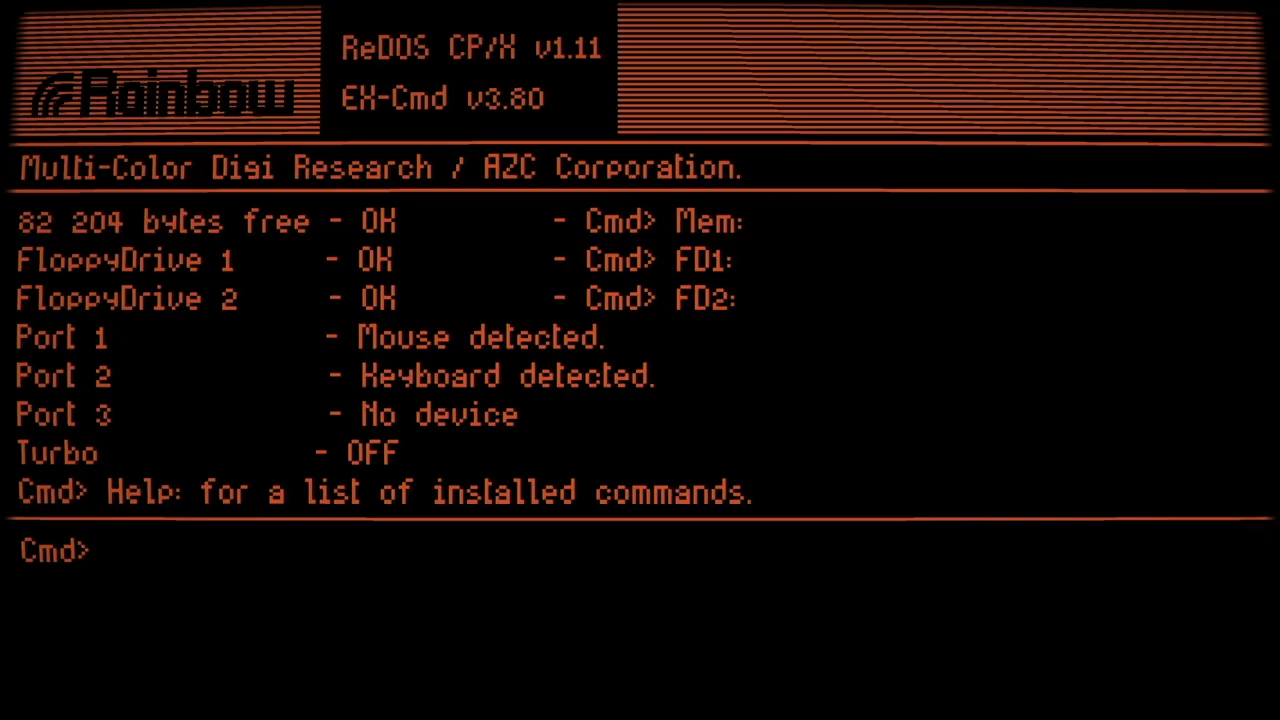 ReDOS CP/X v1.11
Rainbow
EX-Cmd v3.80
Multi-Color Digi Research / AZC Corporation.
82 204 bytes free - OK - Cmd> Mem:
FloppyDrive 1 - OK - Cmd> FD1:
FloppyDrive 2 - OK - Cmd> FD2:
Port 1 - Mouse detected.
Port 2 - Keyboard detected.
Port 3 - No device
Turbo - OFF
Cmd> Help: for a list of installed commands.
Cmd>